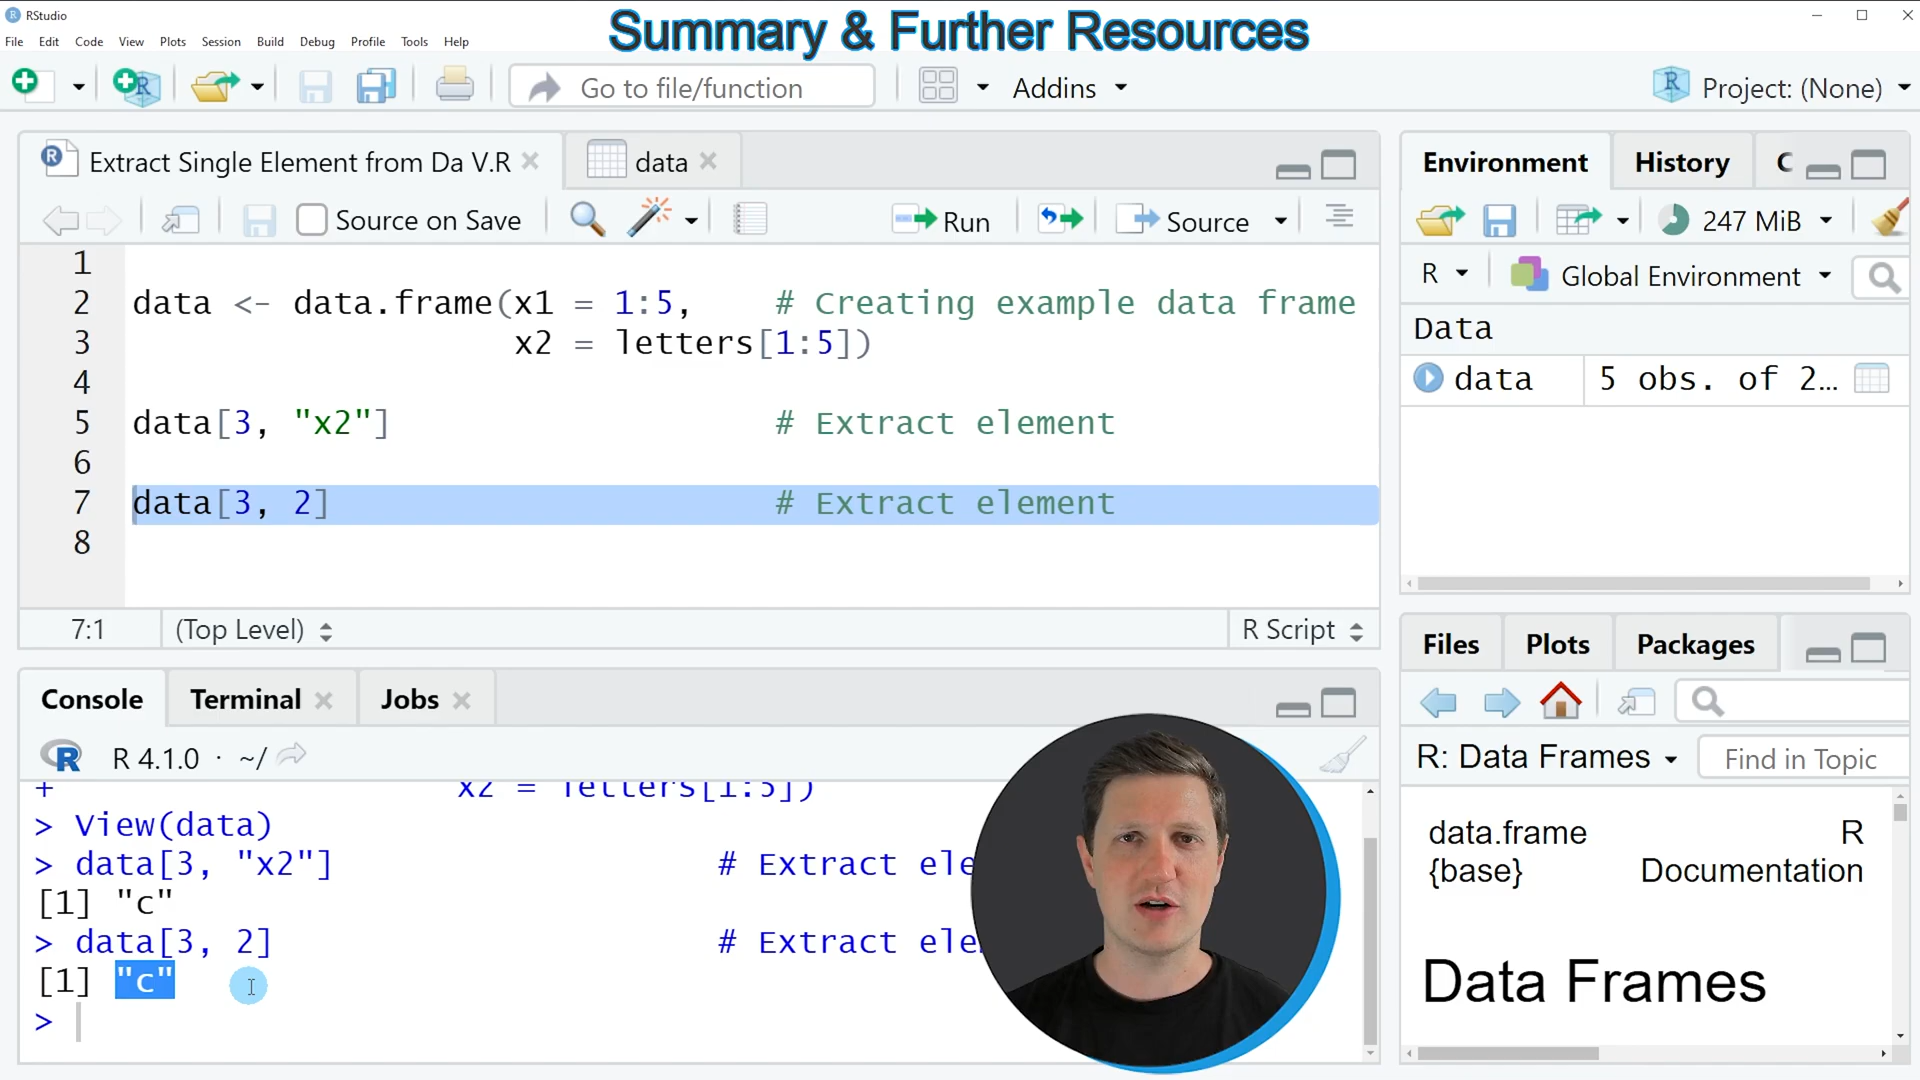 RStudio
Summary & Further Resources
File Edit Code View Plots Session Build Debug Profile Tools Help
Go to file/function
Addins
Project: (None)
Extract Single Element from Da V.R
data
Source on Save
Run
Source
1
2 data <- data.frame(x1 = 1:5, # Creating example data frame
3 x2 = letters[1:5])
4
5 data[3, "x2"] # Extract element
6
7 data[3, 2] # Extract element
8
7:1 (Top Level) R Script
Console Terminal Jobs
R 4.1.0 · ~/
+ x2 = letters[1:5])
> View(data)
> data[3, "x2"] # Extract ele
[1] "c"
> data[3, 2] # Extract ele
[1] "c"
>
Environment History C
247 MiB
R Global Environment
Data
data 5 obs. of 2…
Files Plots Packages
R: Data Frames Find in Topic
data.frame R
{base} Documentation
Data Frames